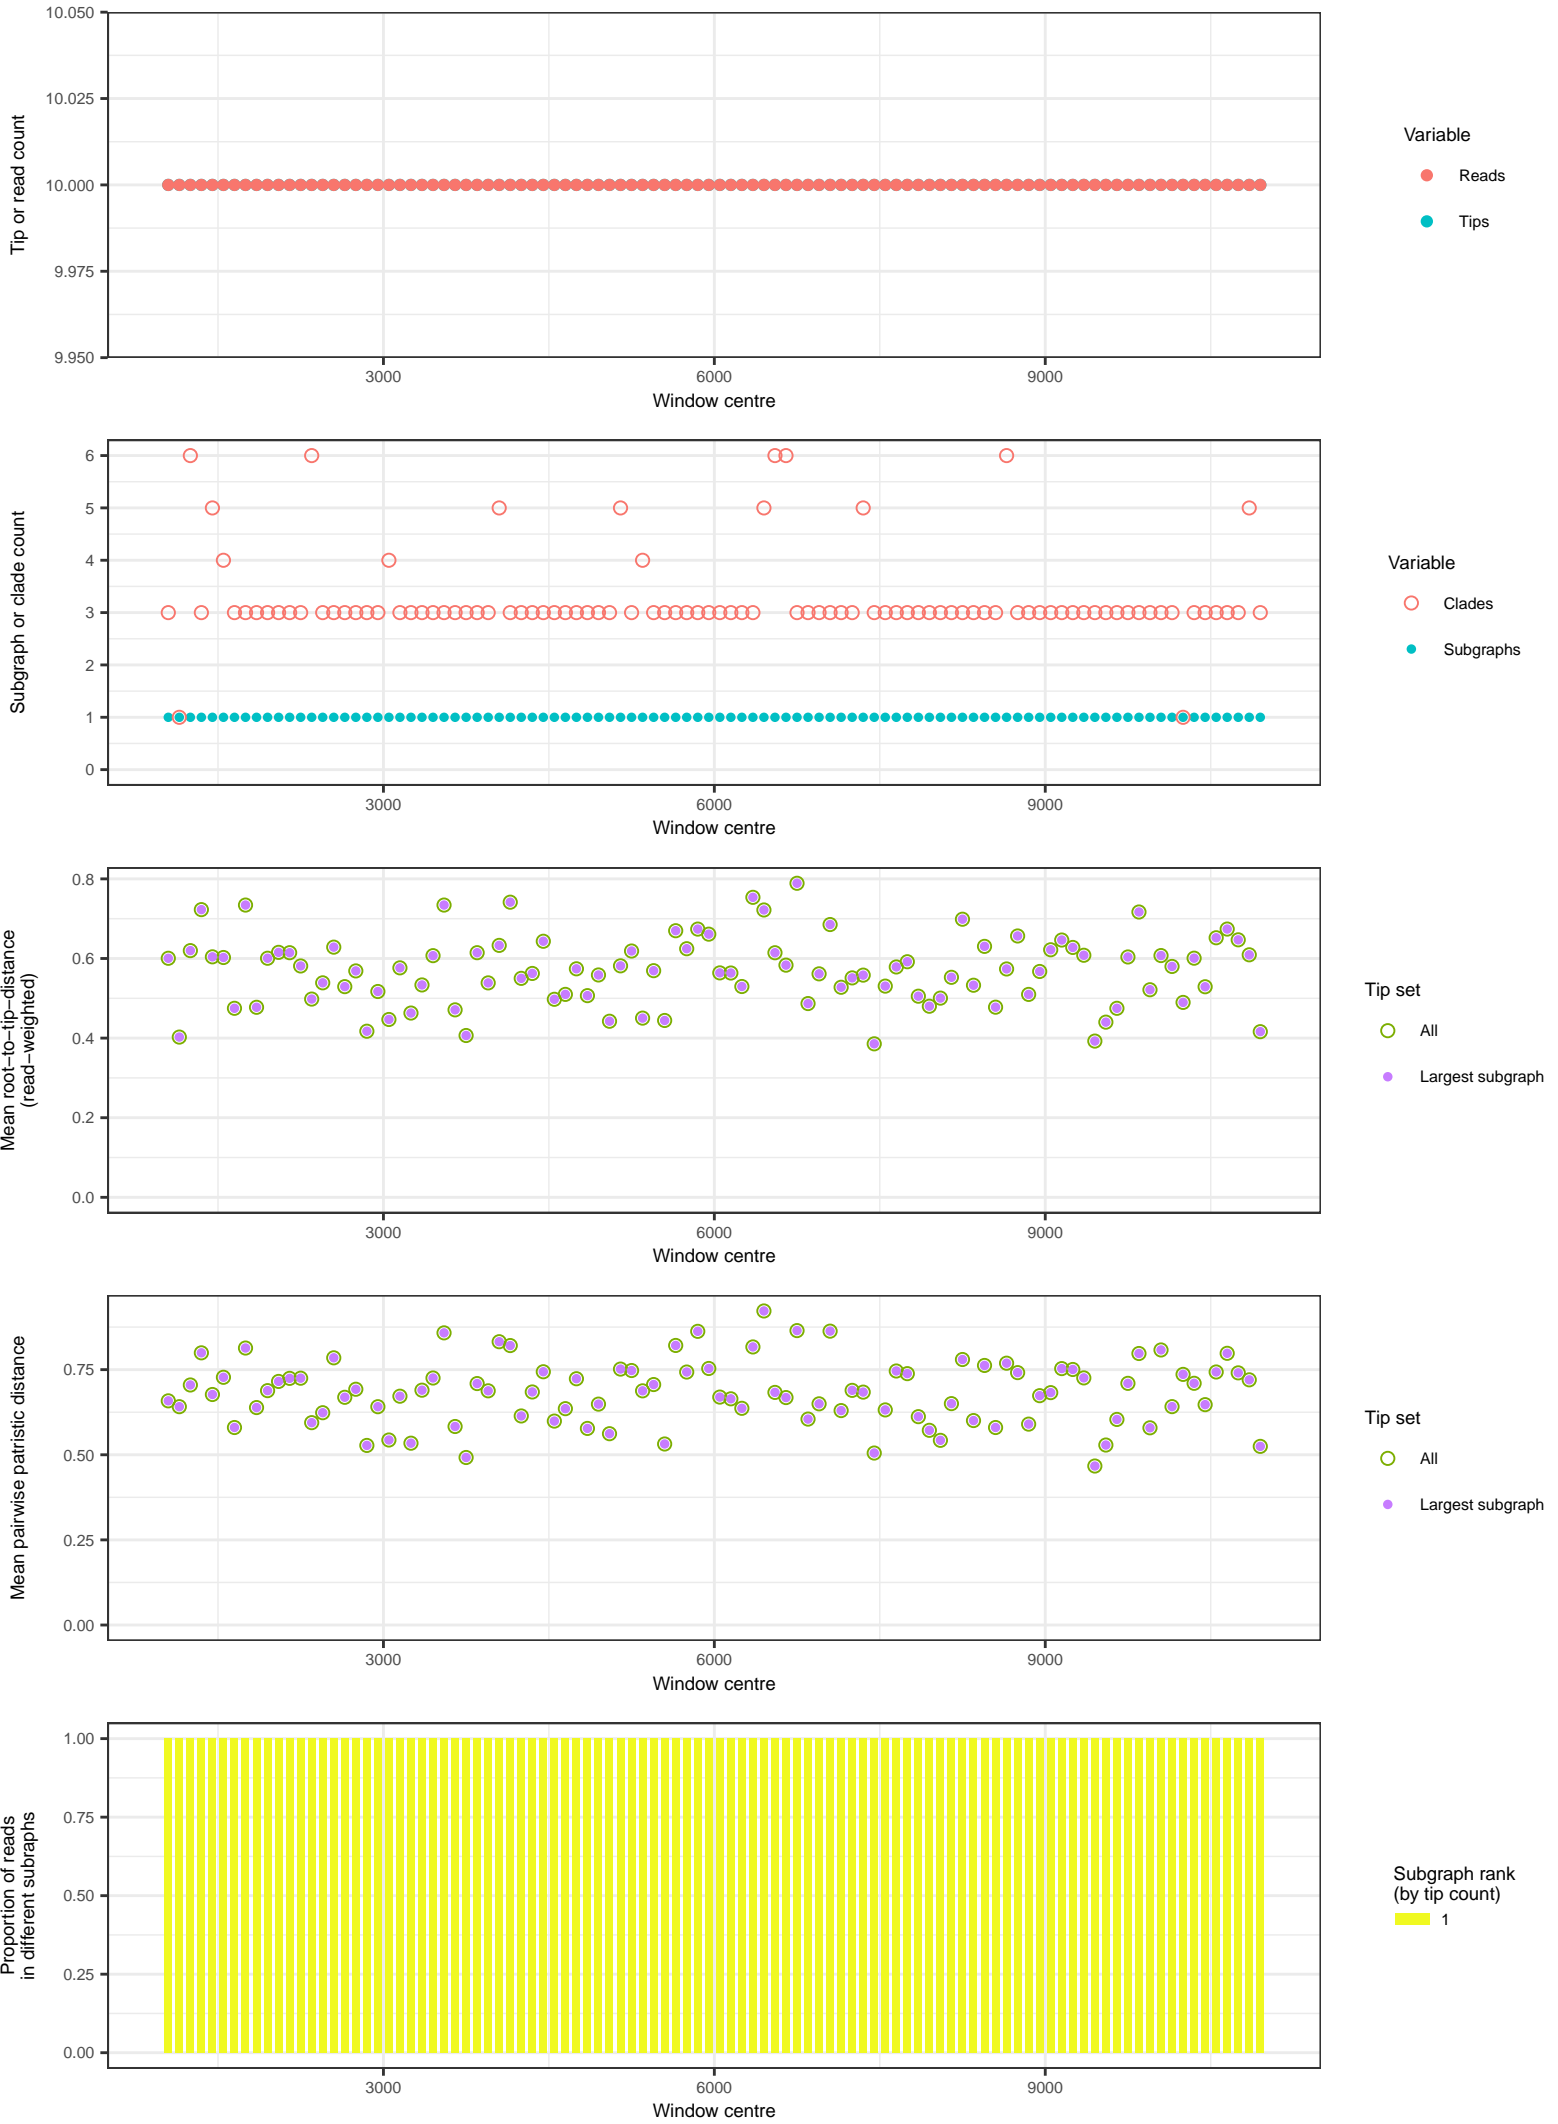 10.050
10.025
10.000
9.975
9.950
Tip or read count
3000
6000
9000
Window centre
Variable
Reads
Tips
6
5
4
3
2
1
0
Subgraph or clade count
3000
6000
9000
Window centre
Variable
Clades
Subgraphs
0.8
0.6
0.4
0.2
0.0
Mean root−to−tip−distance
(read−weighted)
3000
6000
9000
Window centre
Tip set
All
Largest subgraph
0.75
0.50
0.25
0.00
Mean pairwise patristic distance
3000
6000
9000
Window centre
Tip set
All
Largest subgraph
1.00
0.75
0.50
0.25
0.00
Proportion of reads
in different subraphs
3000
6000
9000
Window centre
Subgraph rank
(by tip count)
1